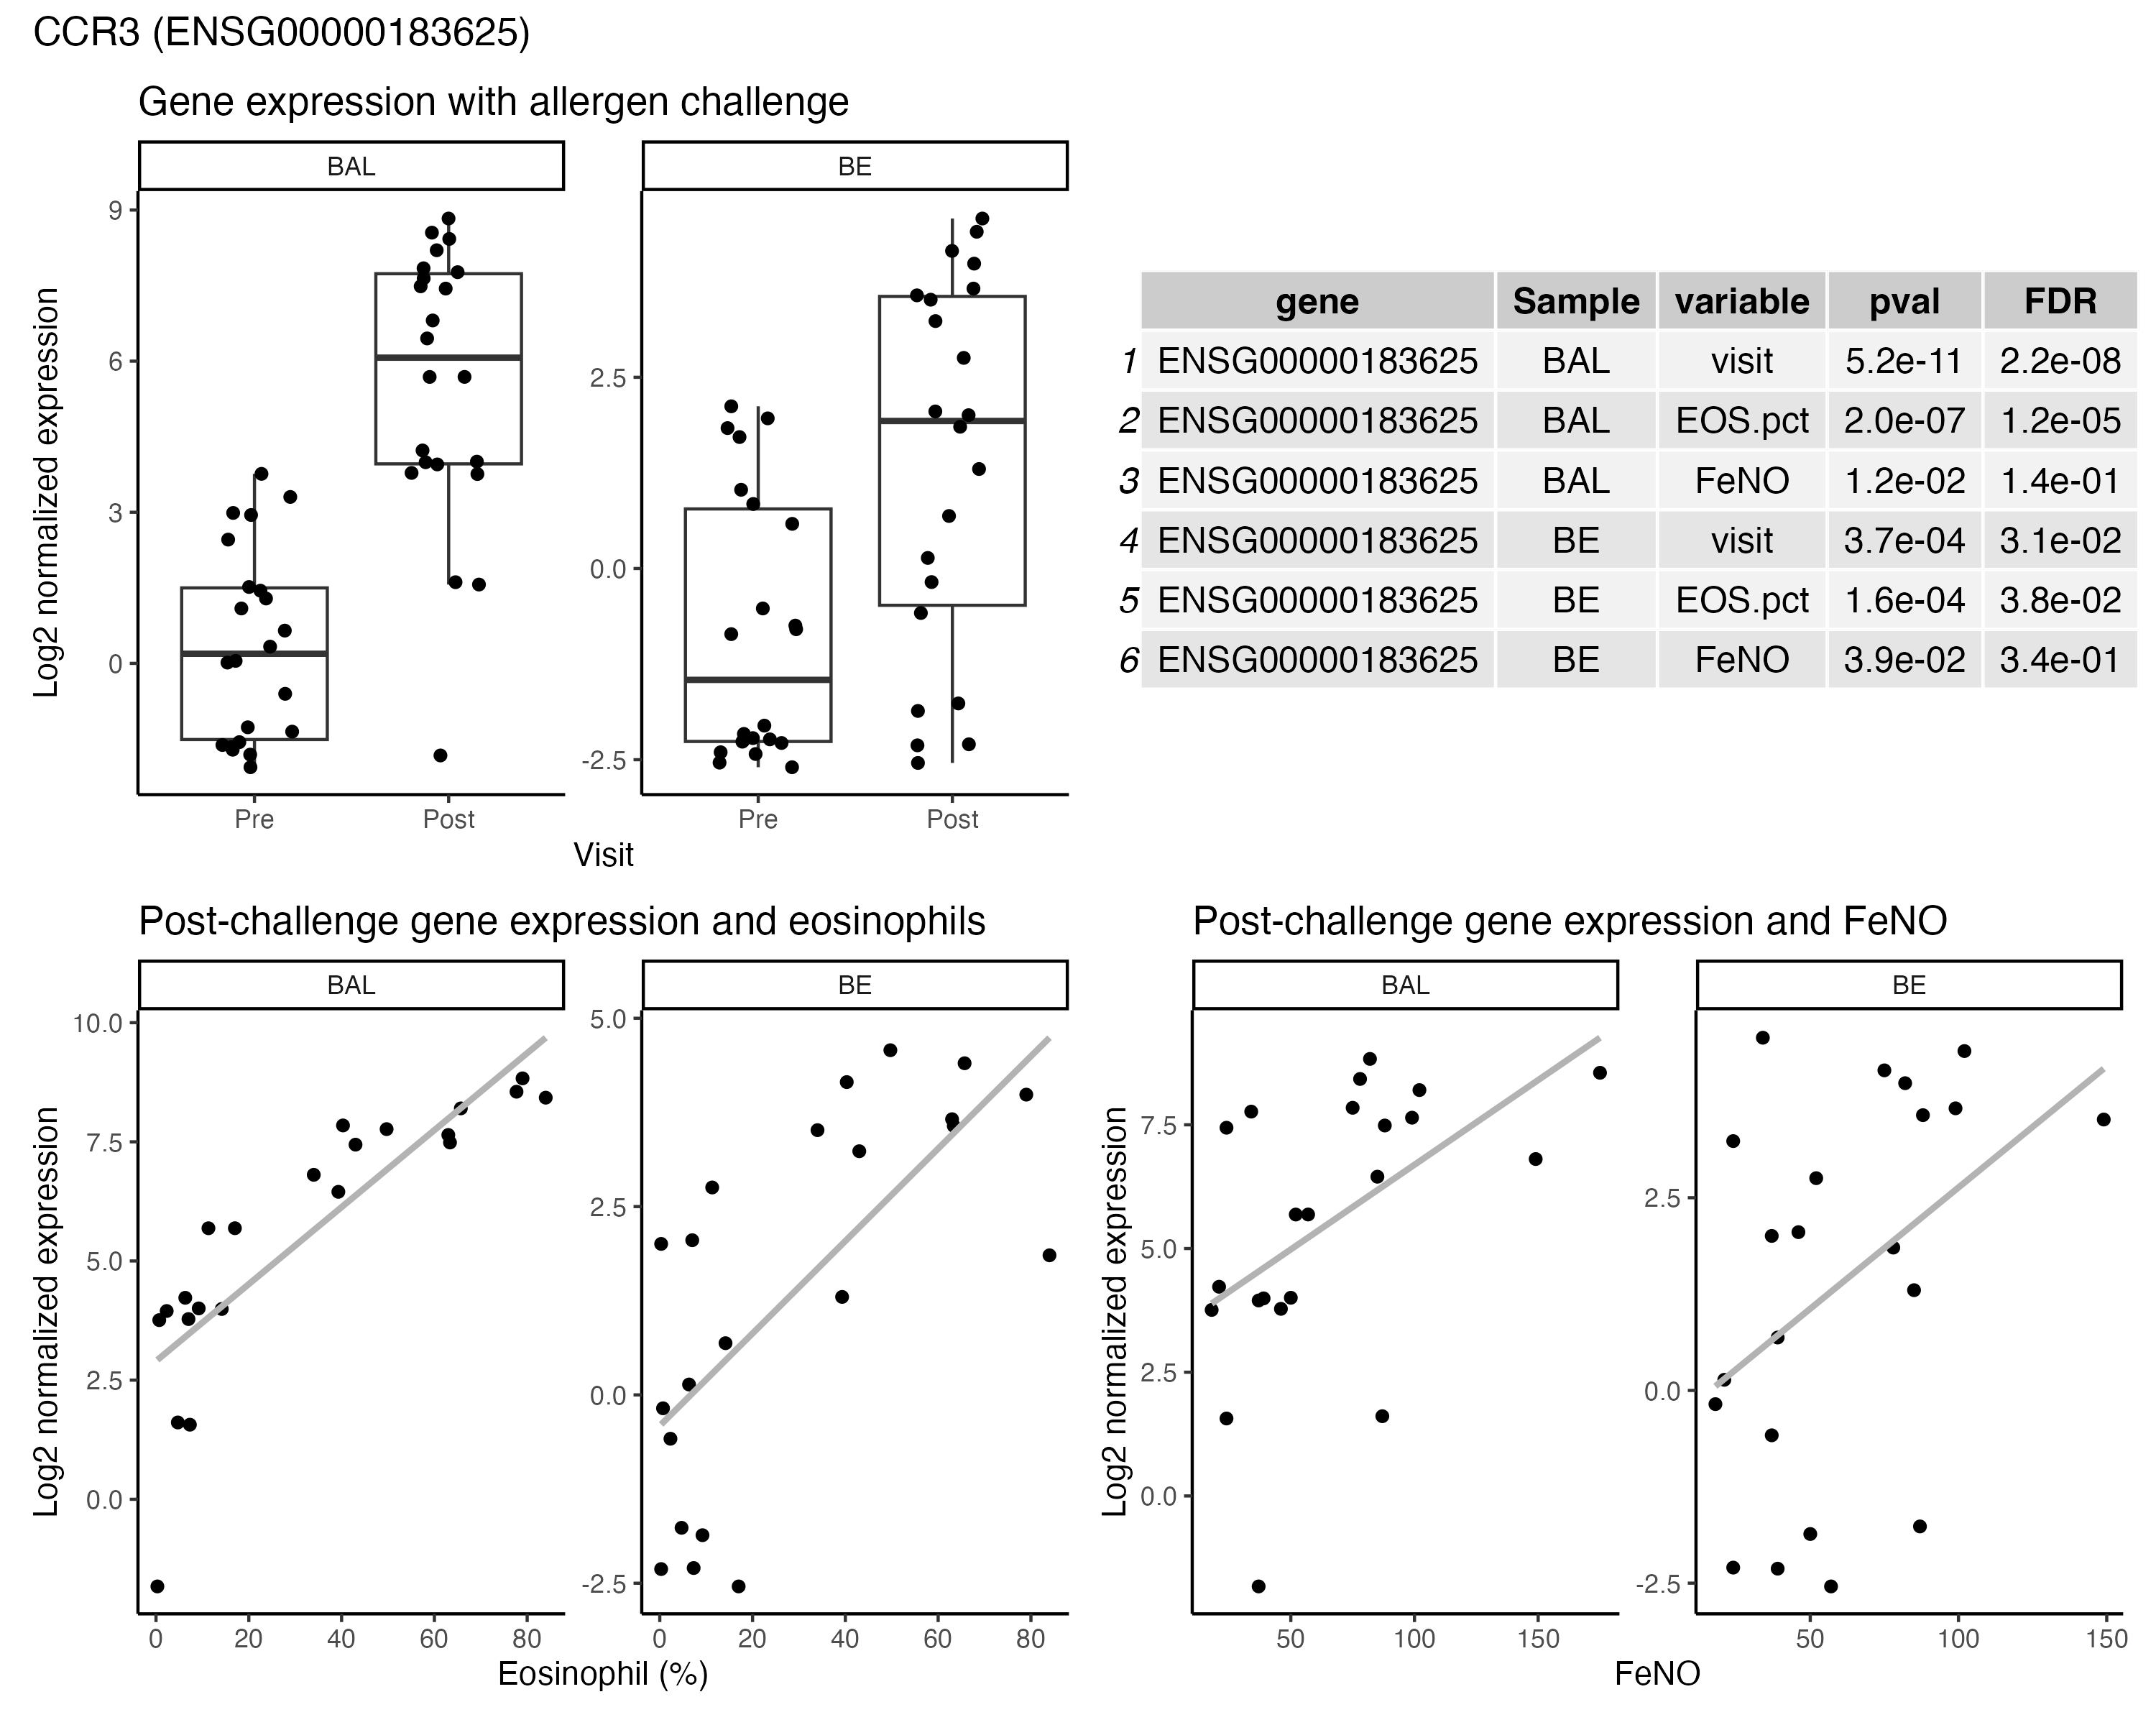 CCR3 (ENSG00000183625)
Gene expression with allergen challenge
BAL
BE
Log2 normalized expression
9
6
3
0
2.5
0.0
-2.5
Pre
Post
Pre
Post
Visit
gene Sample variable pval FDR
1 ENSG00000183625 BAL visit 5.2e-11 2.2e-08
2 ENSG00000183625 BAL EOS.pct 2.0e-07 1.2e-05
3 ENSG00000183625 BAL FeNO 1.2e-02 1.4e-01
4 ENSG00000183625 BE visit 3.7e-04 3.1e-02
5 ENSG00000183625 BE EOS.pct 1.6e-04 3.8e-02
6 ENSG00000183625 BE FeNO 3.9e-02 3.4e-01
Post-challenge gene expression and eosinophils
BAL
BE
Log2 normalized expression
10.0
7.5
5.0
2.5
0.0
5.0
2.5
0.0
-2.5
0 20 40 60 80
0 20 40 60 80
Eosinophil (%)
Post-challenge gene expression and FeNO
BAL
BE
Log2 normalized expression
7.5
5.0
2.5
0.0
2.5
0.0
-2.5
50 100 150
50 100 150
FeNO